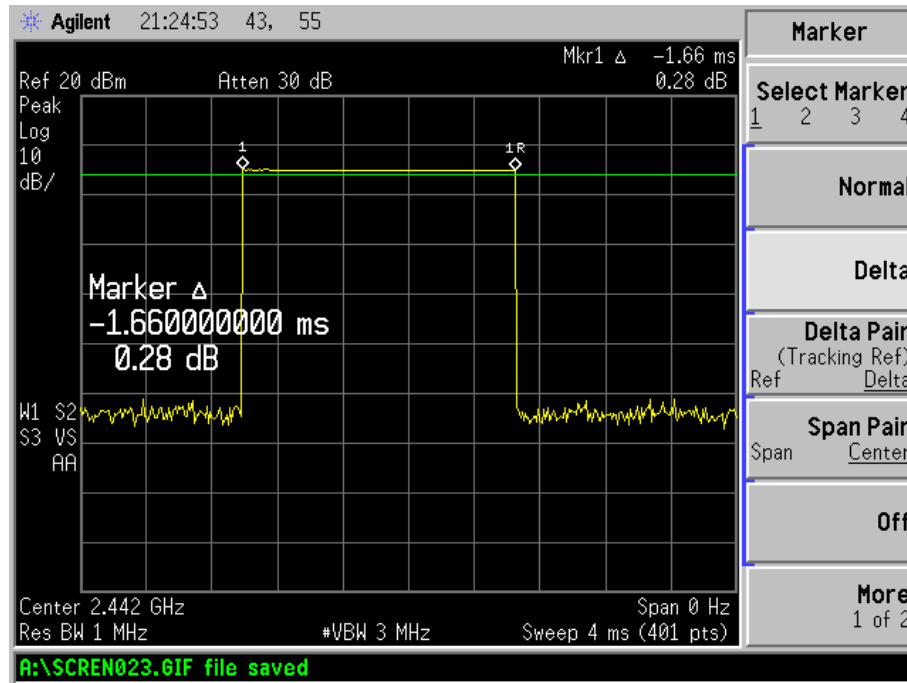 Agilent 21:24:53 43, 55
Marker
Mkr1 Δ -1.66 ms
Ref 20 dBm Atten 30 dB 0.28 dB
Peak
Log
10
dB/
1
1R
Marker Δ
-1.660000000 ms
0.28 dB
W1 S2
S3 VS
AA
Center 2.442 GHz Span 0 Hz
Res BW 1 MHz #VBW 3 MHz Sweep 4 ms (401 pts)
A:\SCREN023.GIF file saved
Select Marker
1 2 3 4
Norma
Delta
Delta Pair
(Tracking Ref)
Ref Delta
Span Pair
Span Center
Off
More
1 of 2